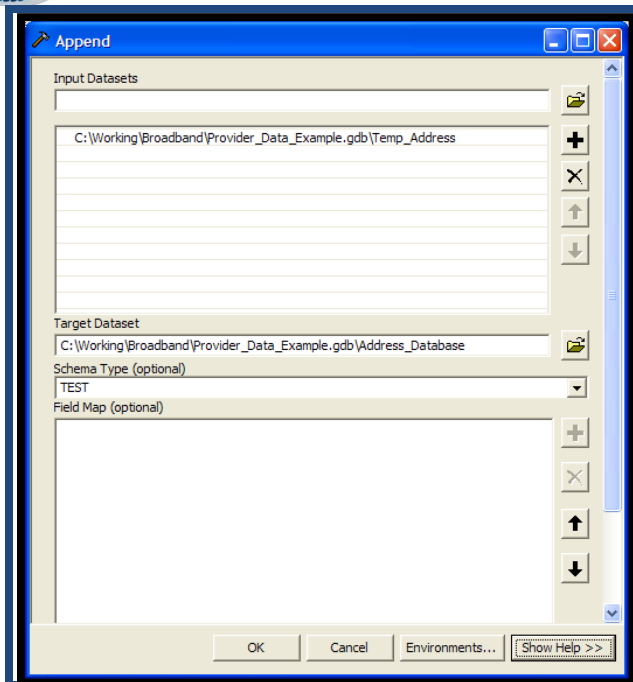 Append
Input Datasets
C:\Working\Broadband\Provider_Data_Example.gdb\Temp_Address
Target Dataset
C:\Working\Broadband\Provider_Data_Example.gdb\Address_Database
Schema Type (optional)
TEST
Field Map (optional)
OK Cancel Environments... Show Help >>